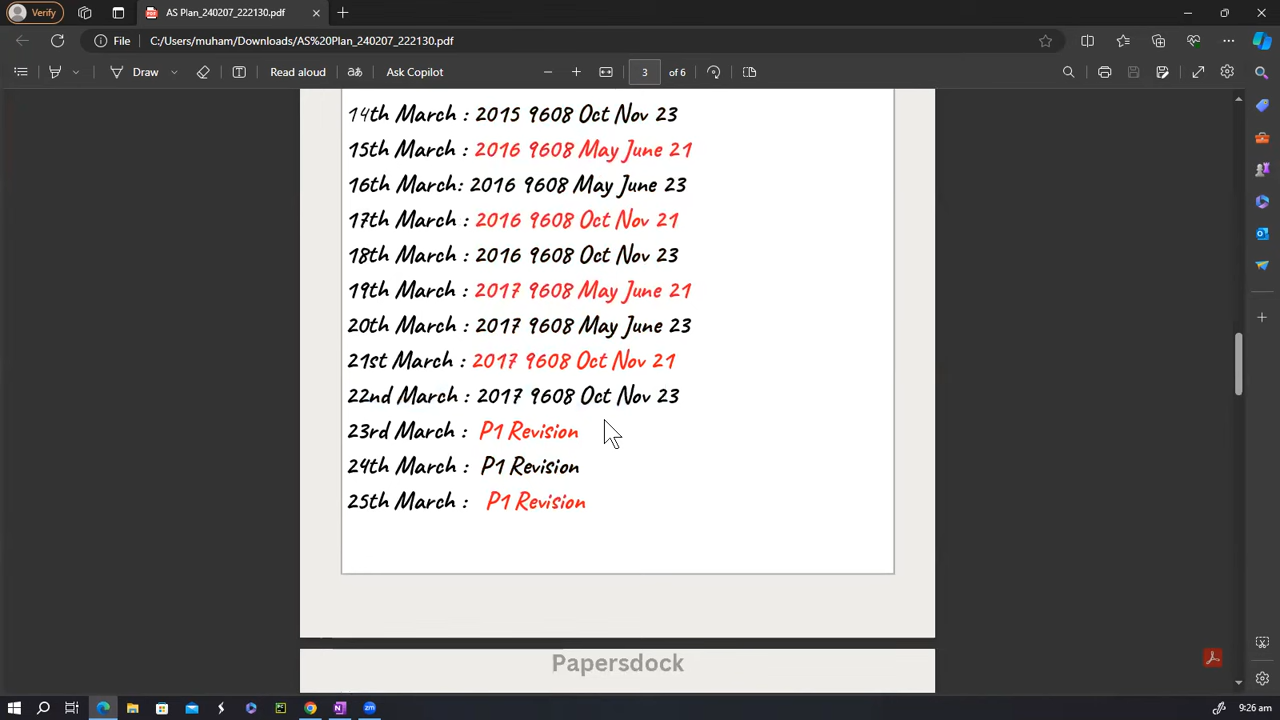 Verify
AS Plan_240207_222130.pdf
File
C:/Users/muham/Downloads/AS%20Plan_240207_222130.pdf
Draw
Read aloud
Ask Copilot
3
of 6
14th March : 2015 9608 Oct Nov 23
15th March : 2016 9608 May June 21
16th March: 2016 9608 May June 23
17th March : 2016 9608 Oct Nov 21
18th March : 2016 9608 Oct Nov 23
19th March : 2017 9608 May June 21
20th March : 2017 9608 May June 23
21st March : 2017 9608 Oct Nov 21
22nd March : 2017 9608 Oct Nov 23
23rd March : P1 Revision
24th March : P1 Revision
25th March : P1 Revision
Papersdock
9:26 am